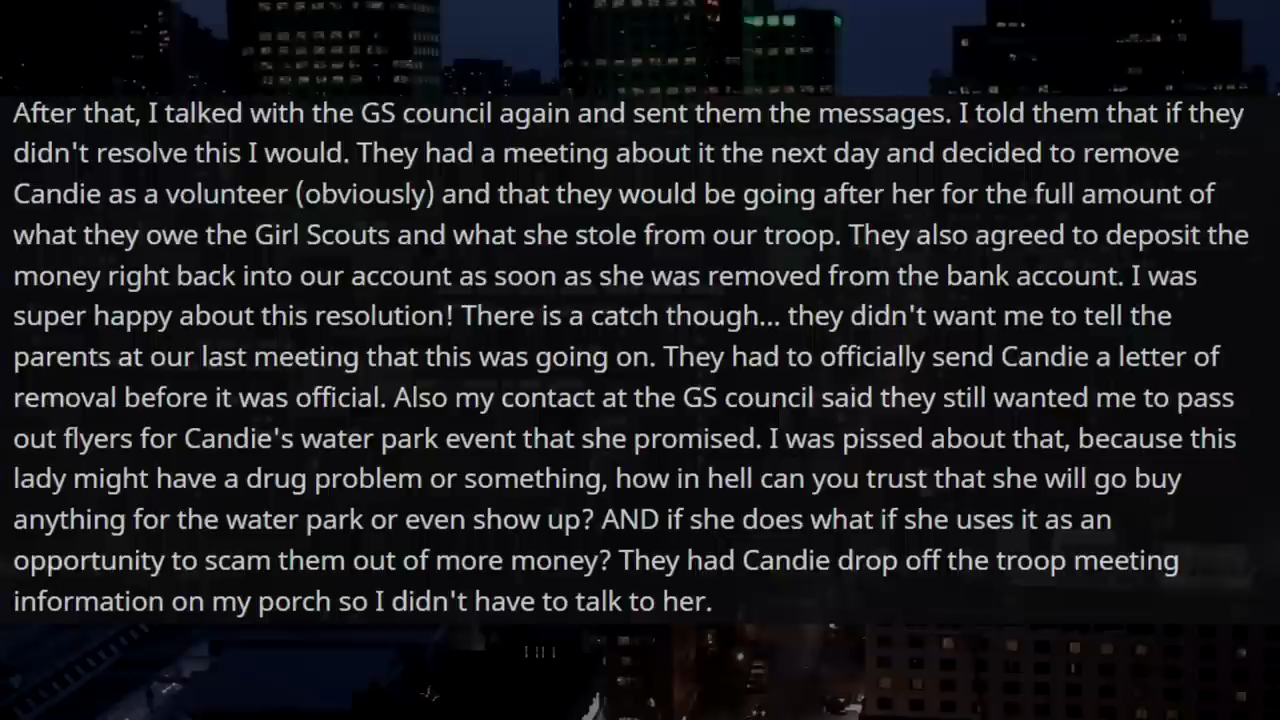 After that, I talked with the GS council again and sent them the messages. I told them that if they
didn't resolve this I would. They had a meeting about it the next day and decided to remove
Candie as a volunteer (obviously) and that they would be going after her for the full amount of
what they owe the Girl Scouts and what she stole from our troop. They also agreed to deposit the
money right back into our account as soon as she was removed from the bank account. I was
super happy about this resolution! There is a catch though... they didn't want me to tell the
parents at our last meeting that this was going on. They had to officially send Candie a letter of
removal before it was official. Also my contact at the GS council said they still wanted me to pass
out flyers for Candie's water park event that she promised. I was pissed about that, because this
lady might have a drug problem or something, how in hell can you trust that she will go buy
anything for the water park or even show up? AND if she does what if she uses it as an
opportunity to scam them out of more money? They had Candie drop off the troop meeting
information on my porch so I didn't have to talk to her.